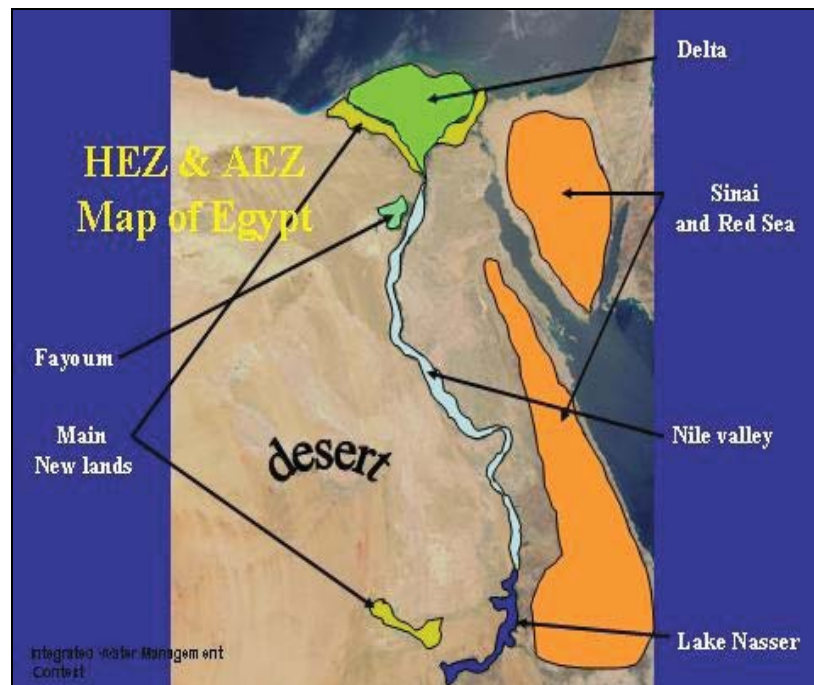 Delta
HEZ & AEZ
Map of Egypt
Sinai
and Red Sea
Fayoum
Main
New lands
desert
Nile valley
Lake Nasser
Integrated Water Management
Context